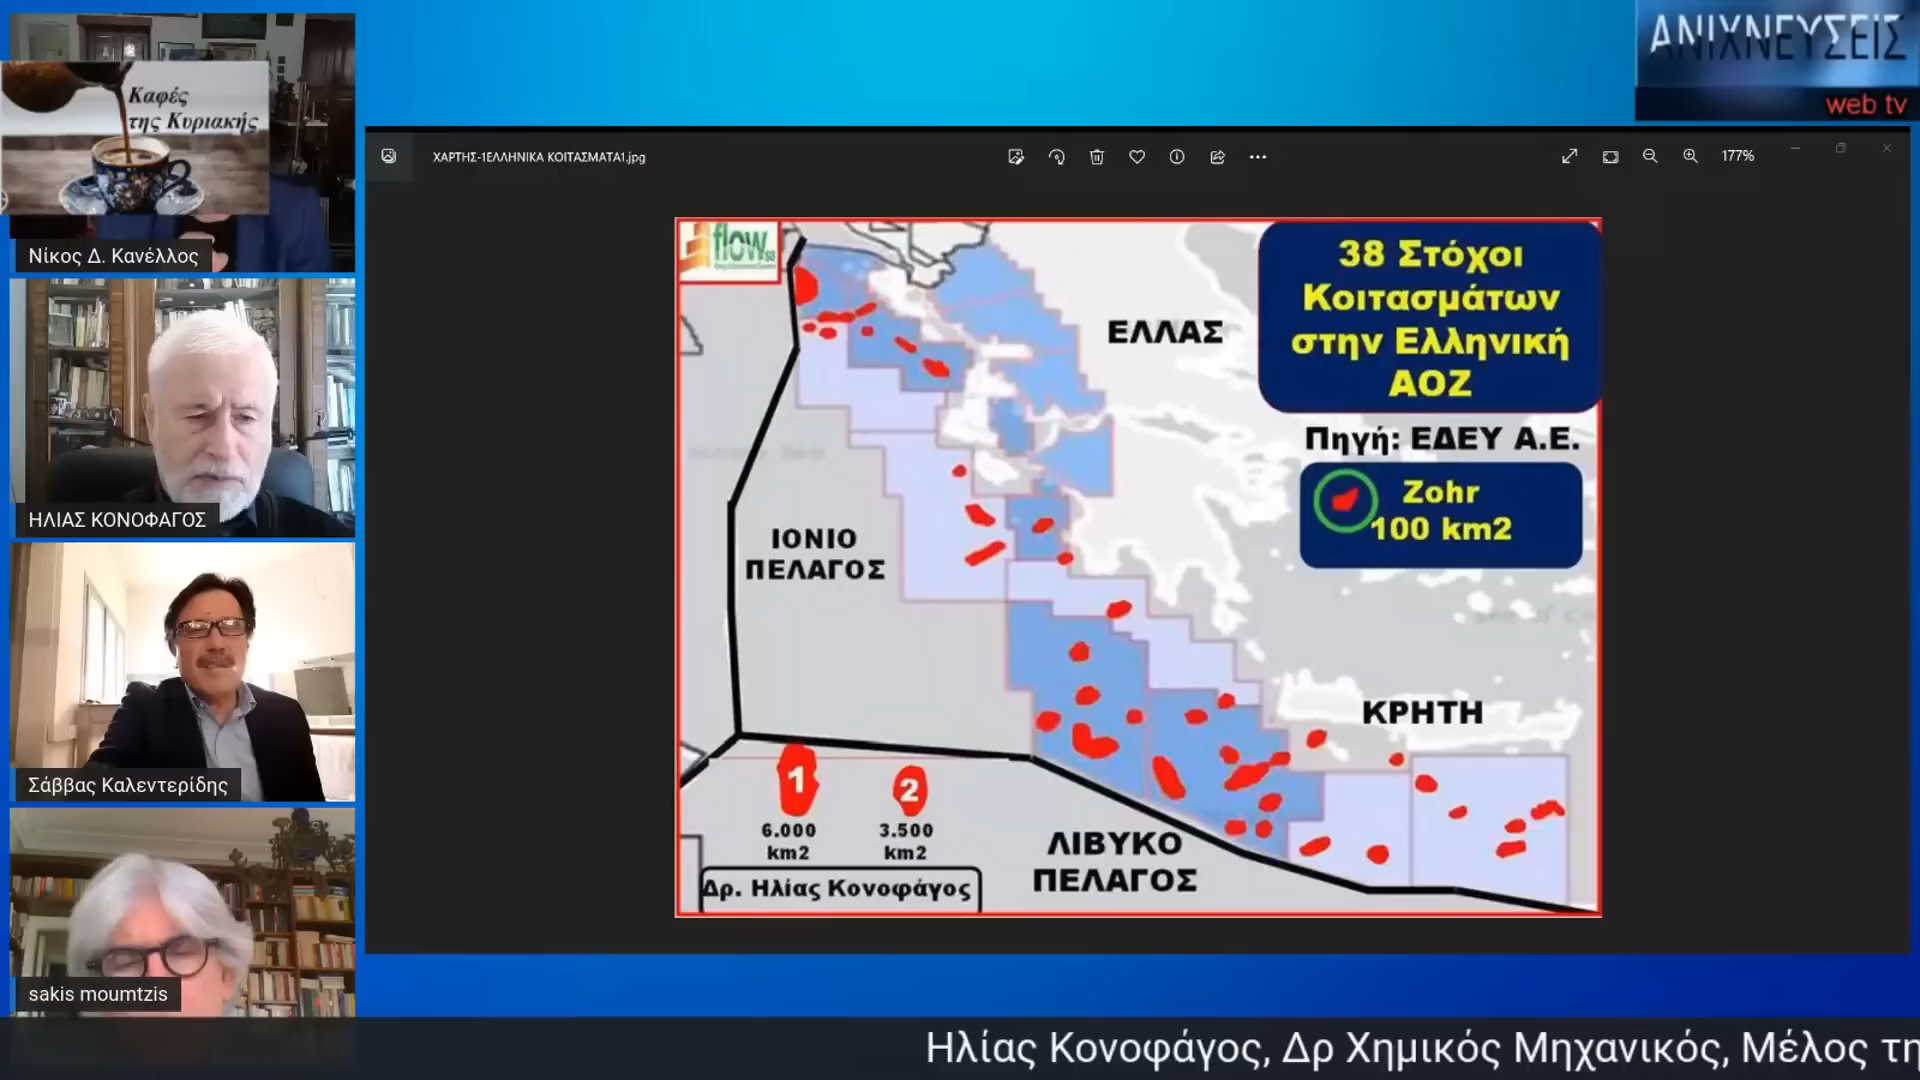 ΑΝΙΧΝΕΥΣΕΙΣ
web tv
Καφές
της Κυριακής
Νίκος Δ. Κανέλλος
ΗΛΙΑΣ ΚΟΝΟΦΑΓΟΣ
Σάββας Καλεντερίδης
sakis moumtzis
ΧΑΡΤΗΣ-1ΕΛΛΗΝΙΚΑ ΚΟΙΤΑΣΜΑΤΑ1.jpg
177%
flow
38 Στόχοι
Κοιτασμάτων
στην Ελληνική
ΑΟΖ
Πηγή: ΕΔΕΥ Α.Ε.
Zohr
100 km2
ΕΛΛΑΣ
ΙΟΝΙΟ
ΠΕΛΑΓΟΣ
ΚΡΗΤΗ
1
2
6.000
km2
3.500
km2
ΛΙΒΥΚΟ
ΠΕΛΑΓΟΣ
Δρ. Ηλίας Κονοφάγος
Ηλίας Κονοφάγος, Δρ Χημικός Μηχανικός, Μέλος τη